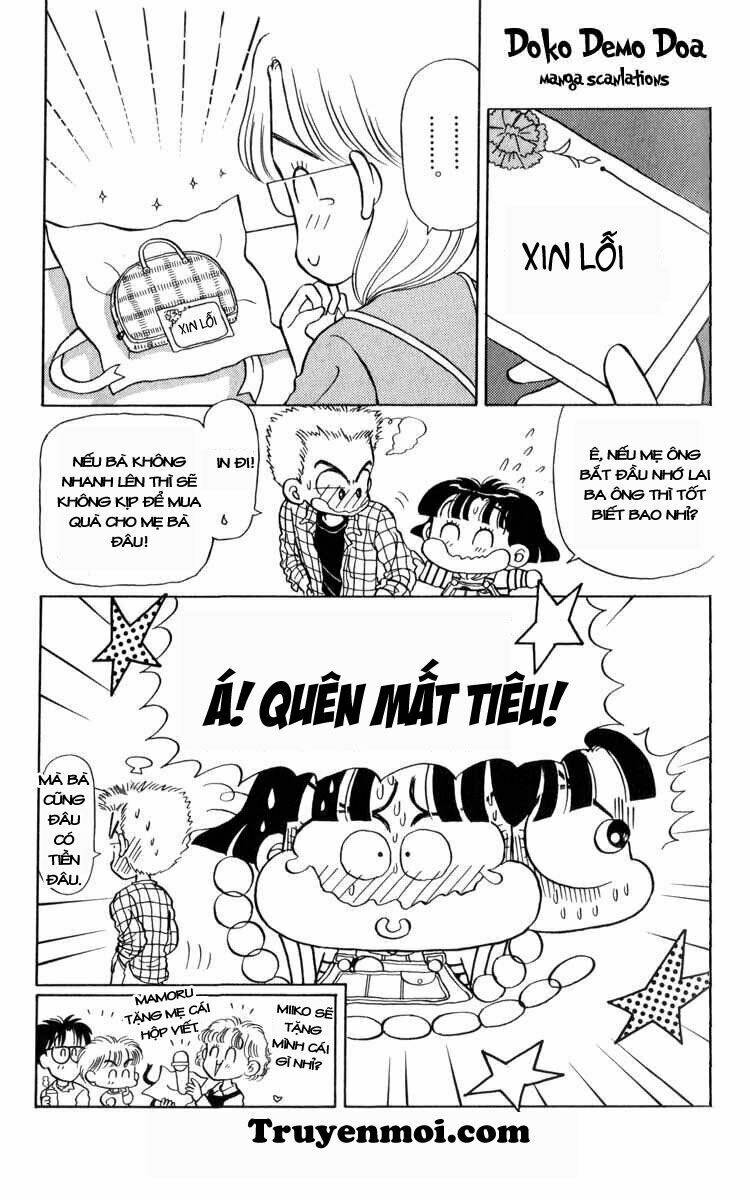 DOKO DEMO DOA
MANGA SCANLATIONS
XIN LỖI
XIN LỖI
Ê, NẾU MẸ ÔNG
BẮT ĐẦU NHỚ LẠI
BA ÔNG THÌ TỐT
BIẾT BAO NHỈ?
IN ĐI!
NẾU BÀ KHÔNG
NHANH LÊN THÌ SẼ
KHÔNG KỊP ĐỂ MUA
QUÀ CHO MẸ BÀ
ĐÂU!
Á! QUÊN MẤT TIÊU!
MÀ BÀ
CŨNG
ĐÂU
CÓ
TIỀN
ĐÂU.
MAMORU
TẶNG MẸ CÁI
HỘP VIẾT.
MIIKO SẼ
TẶNG
MÌNH CÁI
GÌ NHỈ?
Truyenmoi.com